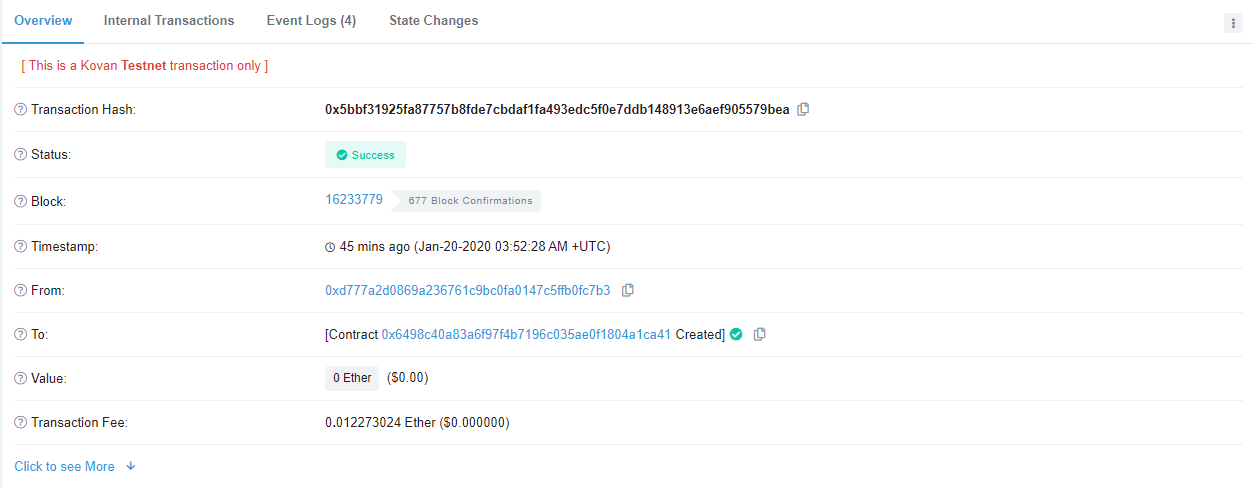 Overview Internal Transactions Event Logs (4) State Changes
[ This is a Kovan Testnet transaction only ]
Transaction Hash: 0x5bbf31925fa87757b8fde7cbdaf1fa493edc5f0e7ddb148913e6aef905579bea
Status: Success
Block: 16233779 677 Block Confirmations
Timestamp: 45 mins ago (Jan-20-2020 03:52:28 AM +UTC)
From: 0xd777a2d0869a236761c9bc0fa0147c5ffb0fc7b3
To: [Contract 0x6498c40a83a6f97f4b7196c035ae0f1804a1ca41 Created]
Value: 0 Ether ($0.00)
Transaction Fee: 0.012273024 Ether ($0.000000)
Click to see More